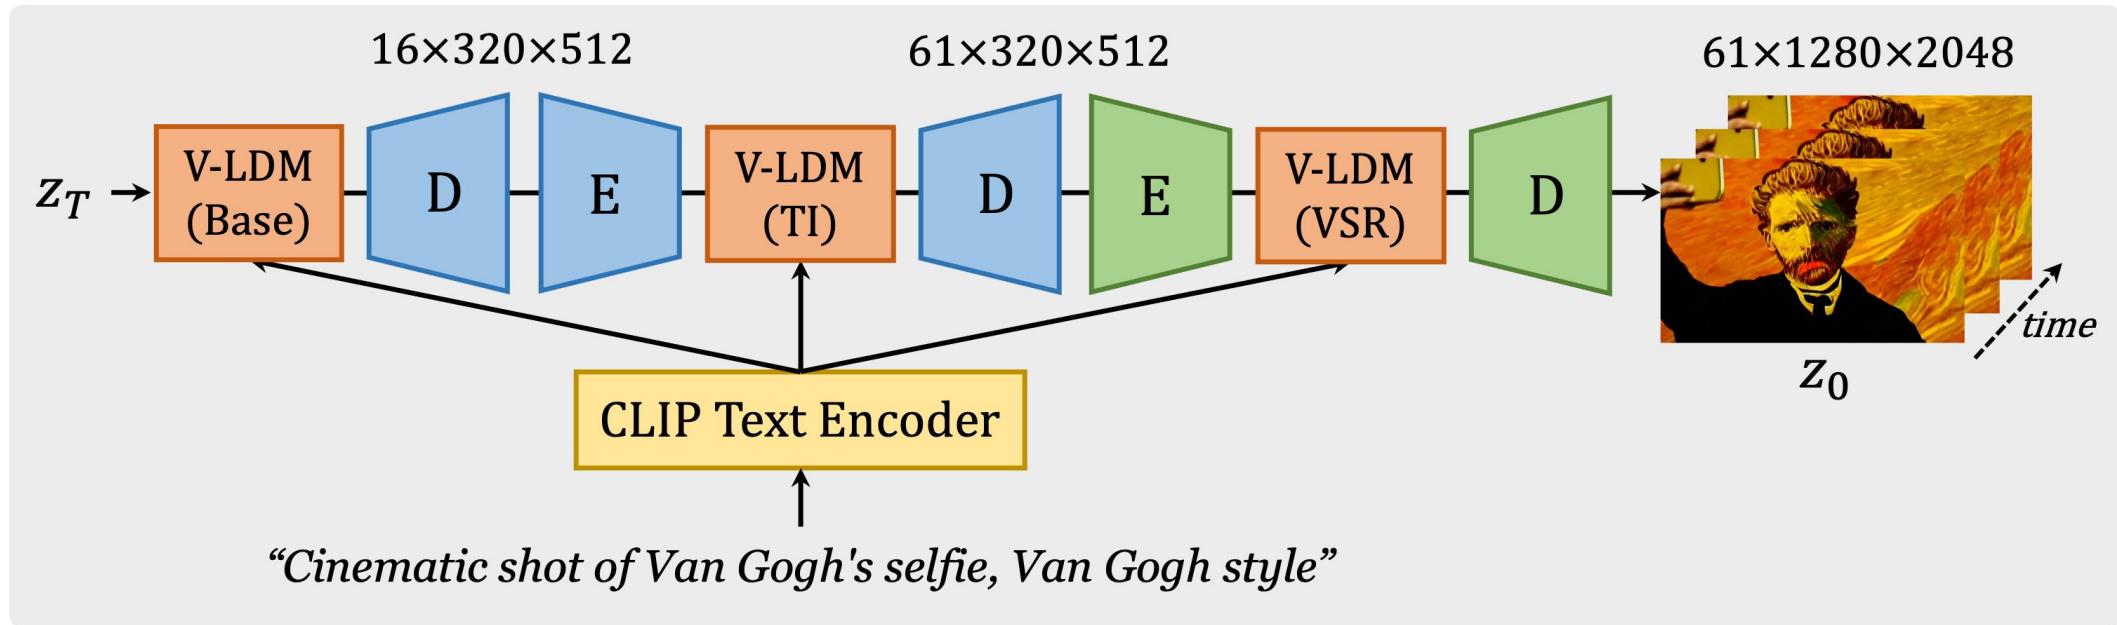 16×320×512
61×320×512
61×1280×2048
z_T
V-LDM
(Base)
D
E
V-LDM
(TI)
D
E
V-LDM
(VSR)
D
time
z_0
CLIP Text Encoder
“Cinematic shot of Van Gogh's selfie, Van Gogh style”